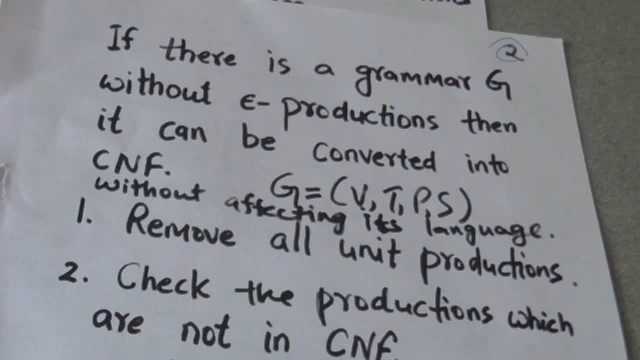 2
If there is a grammar G
without ϵ- productions then
it can be converted into
CNF. G = (V, T, P, S)
without affecting its language.
1. Remove all unit productions.
2. Check the productions which
are not in CNF.